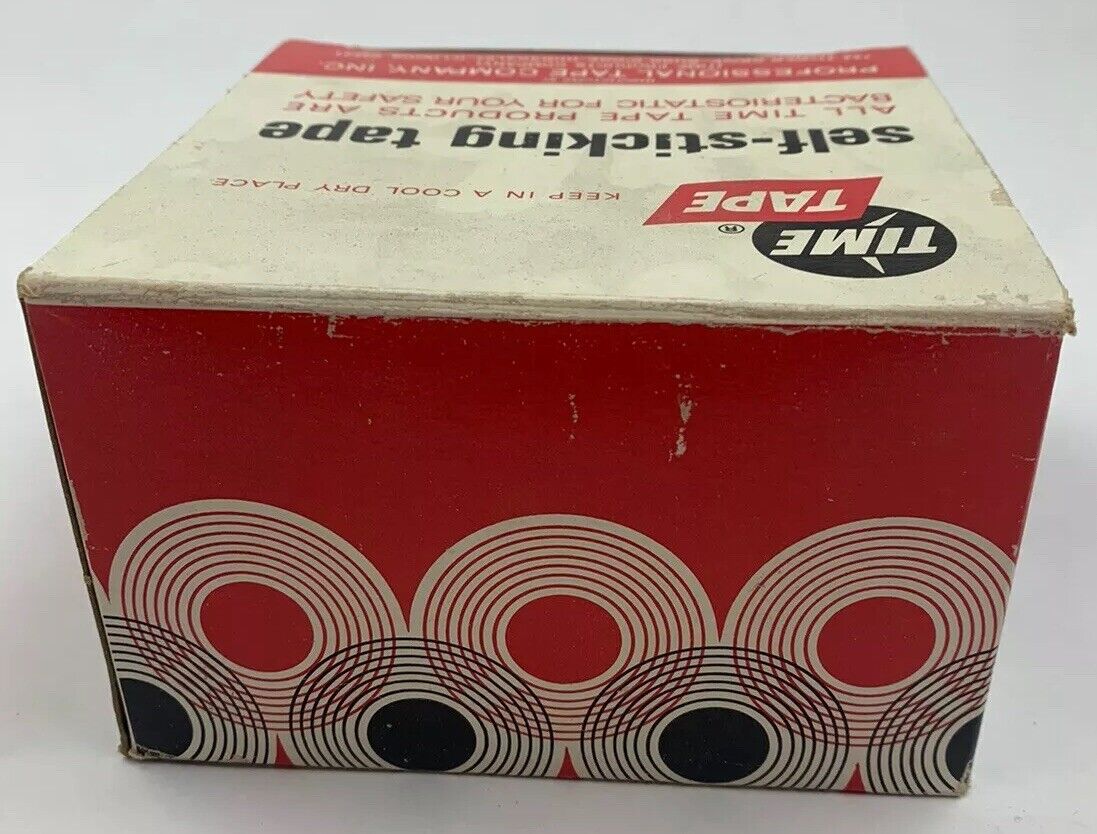 TIME
TAPE
®
KEEP IN A COOL DRY PLACE
self-sticking tape
ALL TIME TAPE PRODUCTS ARE
BACTERIOSTATIC FOR YOUR SAFETY
PROFESSIONAL TAPE COMPANY, INC.